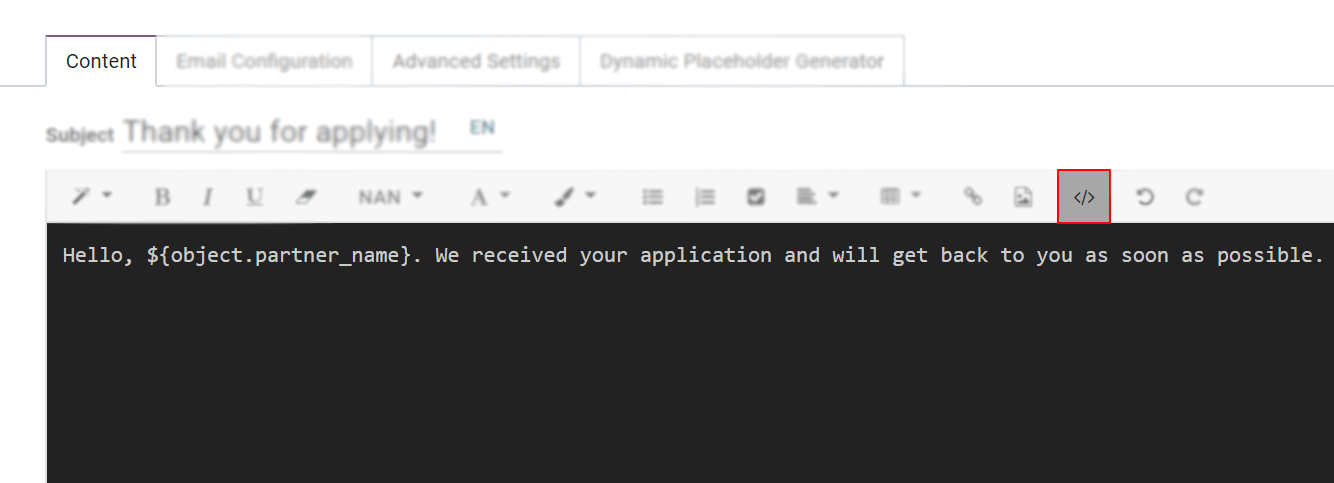 Content Email Configuration Advanced Settings Dynamic Placeholder Generator
Subject Thank you for applying! EN
B I U NAN A </>
Hello, ${object.partner_name}. We received your application and will get back to you as soon as possible.